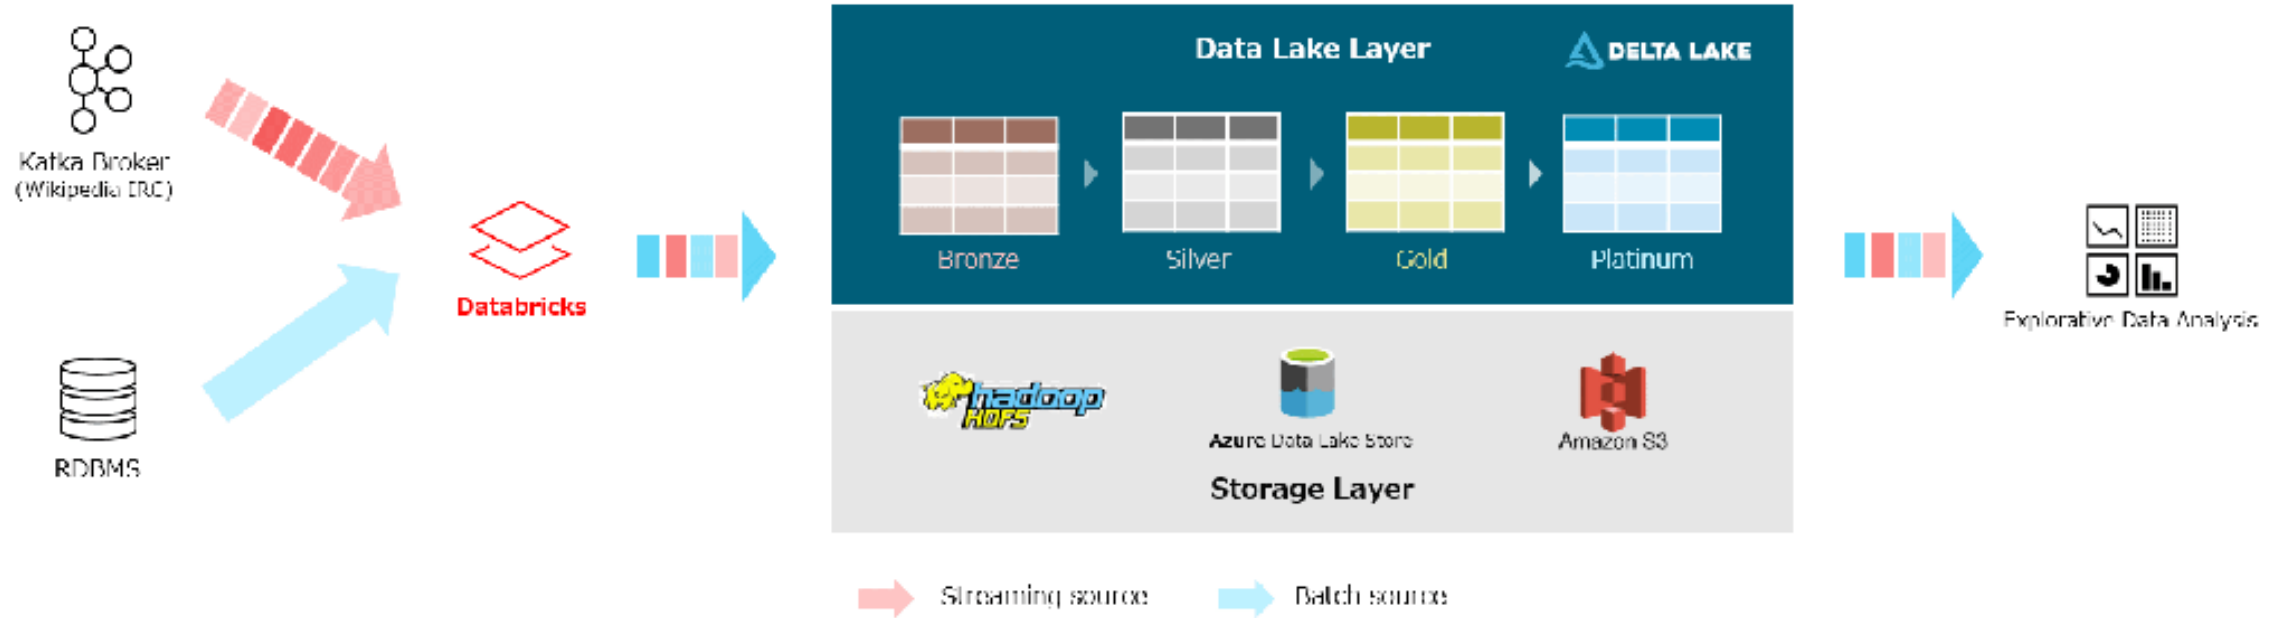 Kafka Broker
(Wikipedia IRC)
RDBMS
Databricks
Data Lake Layer
DELTA LAKE
Bronze
Silver
Gold
Platinum
hadoop
HDFS
Azure Data Lake Store
Amazon S3
Storage Layer
Explorative Data Analysis
Streaming source
Batch source